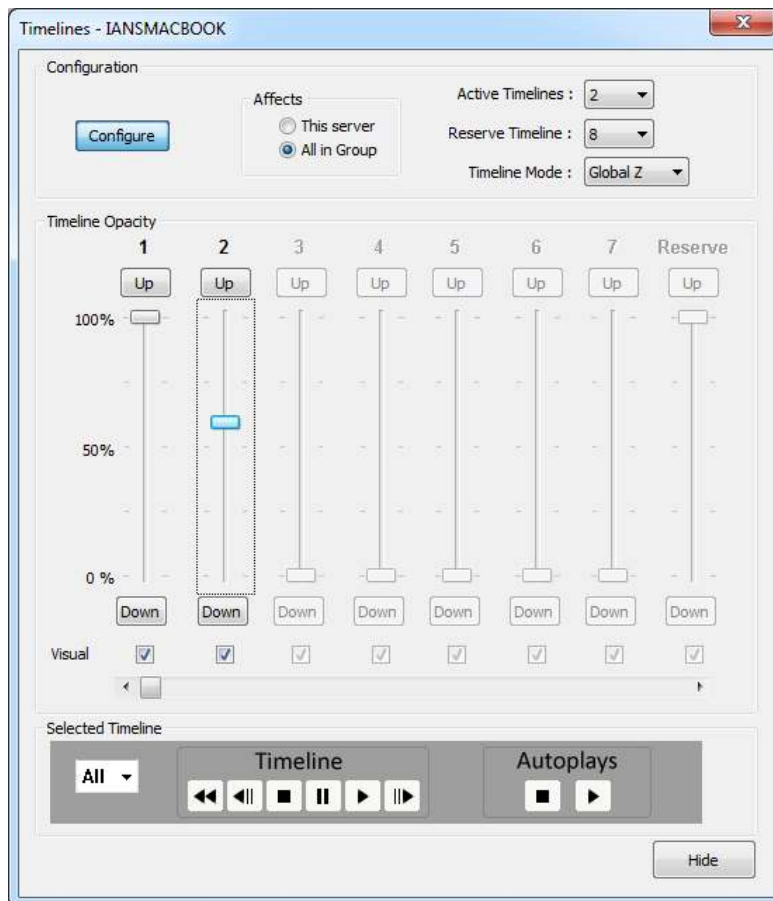 Timelines - IANSMACBOOK
Configuration
Configure
Affects
This server
All in Group
Active Timelines : 2
Reserve Timeline : 8
Timeline Mode : Global Z
Timeline Opacity
1 2 3 4 5 6 7 Reserve
Up Up Up Up Up Up Up Up
100%
50%
0 %
Down Down Down Down Down Down Down Down
Visual
Selected Timeline
All
Timeline
Autoplays
Hide